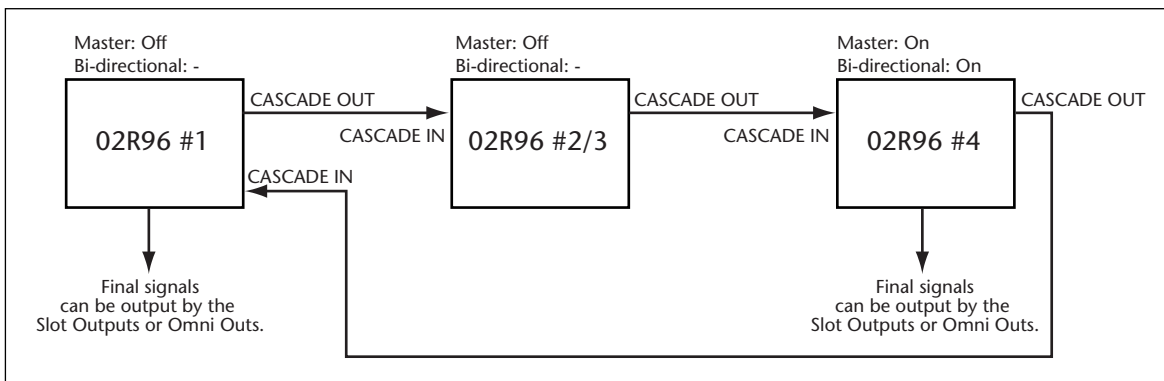 Master: Off
Bi-directional: -
02R96 #1
CASCADE OUT
CASCADE IN
Final signals
can be output by the
Slot Outputs or Omni Outs.
Master: Off
Bi-directional: -
CASCADE IN
02R96 #2/3
CASCADE OUT
Master: On
Bi-directional: On
CASCADE IN
02R96 #4
CASCADE OUT
Final signals
can be output by the
Slot Outputs or Omni Outs.